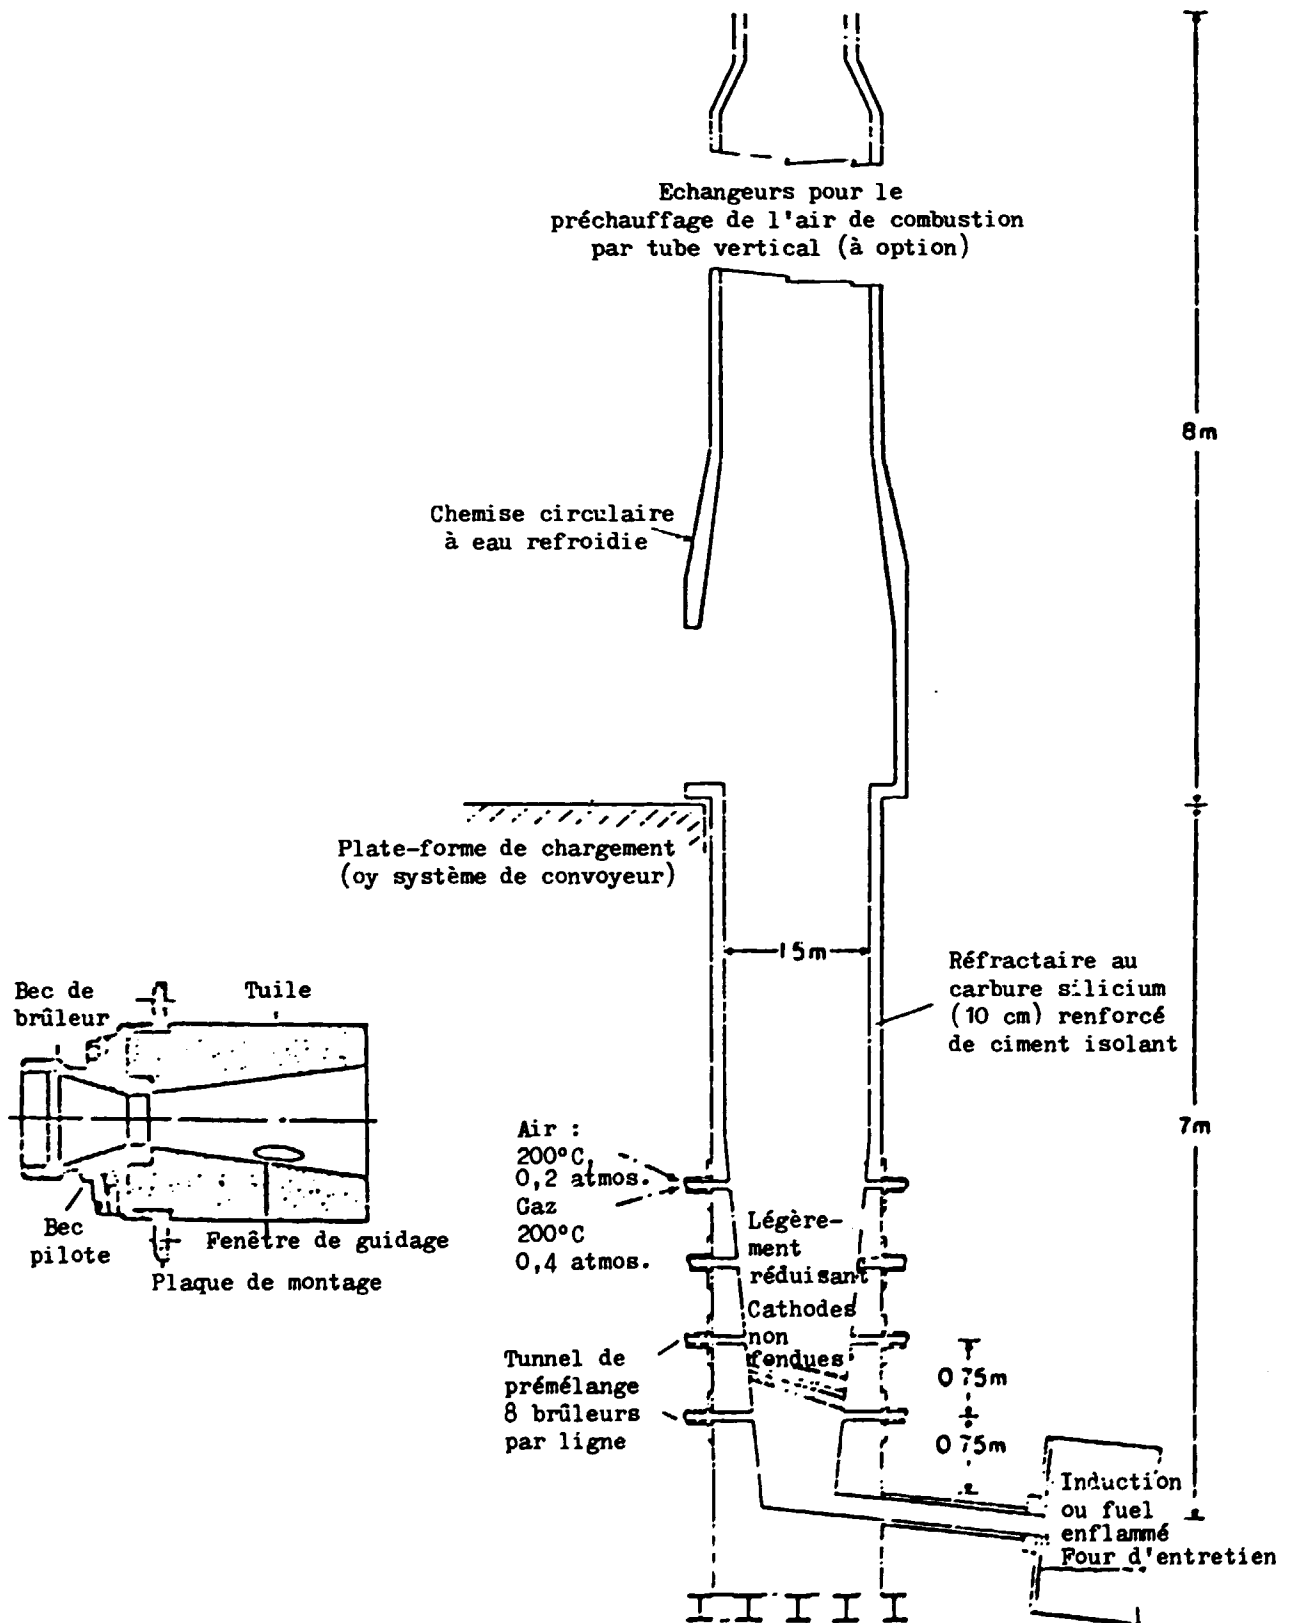 Echangeurs pour le
préchauffage de l'air de combustion
par tube vertical (à option)
8m
Chemise circulaire
à eau refroidie
Plate-forme de chargement
(oy système de convoyeur)
15m
Réfractaire au
carbure silicium
(10 cm) renforcé
de ciment isolant
Bec de
brûleur
Tuile
Bec
pilote
Fenêtre de guidage
Plaque de montage
7m
Air :
200°C,
0,2 atmos.
Gaz
200°C
0,4 atmos.
Légère-
ment
réduisant
Cathodes
non
fondues
Tunnel de
prémélange
8 brûleurs
par ligne
0 75m
0 75m
Induction
ou fuel
enflammé
Four d'entretien